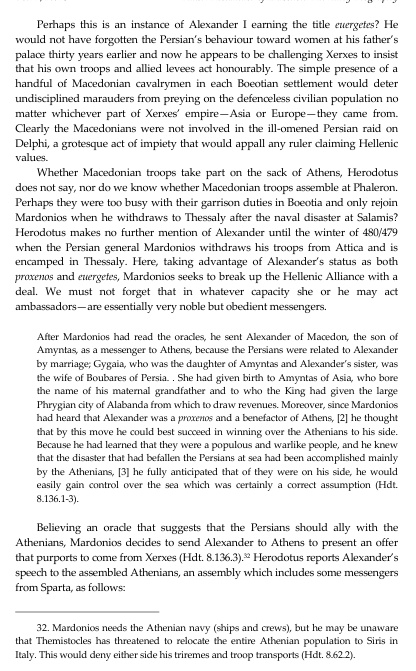 Perhaps this is an instance of Alexander I earning the title euergetes? He
would not have forgotten the Persian's behaviour toward women at his father's
palace thirty years earlier and now he appears to be challenging Xerxes to insist
that his own troops and allied levees act honourably. The simple presence of a
handful of Macedonian cavalrymen in each Boeotian settlement would deter
undisciplined marauders from preying on the defenceless civilian population no
matter whichever part of Xerxes' empire—Asia or Europe—they came from.
Clearly the Macedonians were not involved in the ill-omened Persian raid on
Delphi, a grotesque act of impiety that would appall any ruler claiming Hellenic
values.
Whether Macedonian troops take part on the sack of Athens, Herodotus
does not say, nor do we know whether Macedonian troops assemble at Phaleron.
Perhaps they were too busy with their garrison duties in Boeotia and only rejoin
Mardonios when he withdraws to Thessaly after the naval disaster at Salamis?
Herodotus makes no further mention of Alexander until the winter of 480/479
when the Persian general Mardonios withdraws his troops from Attica and is
encamped in Thessaly. Here, taking advantage of Alexander's status as both
proxenos and euergetes, Mardonios seeks to break up the Hellenic Alliance with a
deal. We must not forget that in whatever capacity she or he may act
ambassadors—are essentially very noble but obedient messengers.
After Mardonios had read the oracles, he sent Alexander of Macedon, the son of
Amyntas, as a messenger to Athens, because the Persians were related to Alexander
by marriage; Gygaia, who was the daughter of Amyntas and Alexander's sister, was
the wife of Boubares of Persia. . She had given birth to Amyntas of Asia, who bore
the name of his maternal grandfather and to who the King had given the large
Phrygian city of Alabanda from which to draw revenues. Moreover, since Mardonios
had heard that Alexander was a proxenos and a benefactor of Athens, [2] he thought
that by this move he could best succeed in winning over the Athenians to his side.
Because he had learned that they were a populous and warlike people, and he knew
that the disaster that had befallen the Persians at sea had been accomplished mainly
by the Athenians, [3] he fully anticipated that of they were on his side, he would
easily gain control over the sea which was certainly a correct assumption (Hdt.
8.136.1-3).
Believing an oracle that suggests that the Persians should ally with the
Athenians, Mardonios decides to send Alexander to Athens to present an offer
that purports to come from Xerxes (Hdt. 8.136.3).32 Herodotus reports Alexander's
speech to the assembled Athenians, an assembly which includes some messengers
from Sparta, as follows:
32. Mardonios needs the Athenian navy (ships and crews), but he may be unaware
that Themistocles has threatened to relocate the entire Athenian population to Siris in
Italy. This would deny either side his triremes and troop transports (Hdt. 8.62.2).